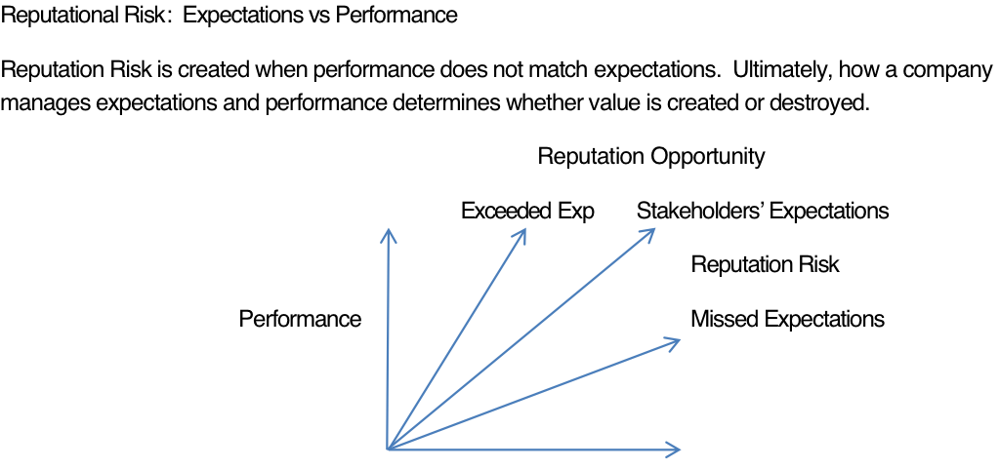 Reputational Risk:  Expectations vs Performance
Reputation Risk is created when performance does not match expectations.  Ultimately, how a company
manages expectations and performance determines whether value is created or destroyed.
Reputation Opportunity
Exceeded Exp
Stakeholders’ Expectations
Reputation Risk
Performance
Missed Expectations